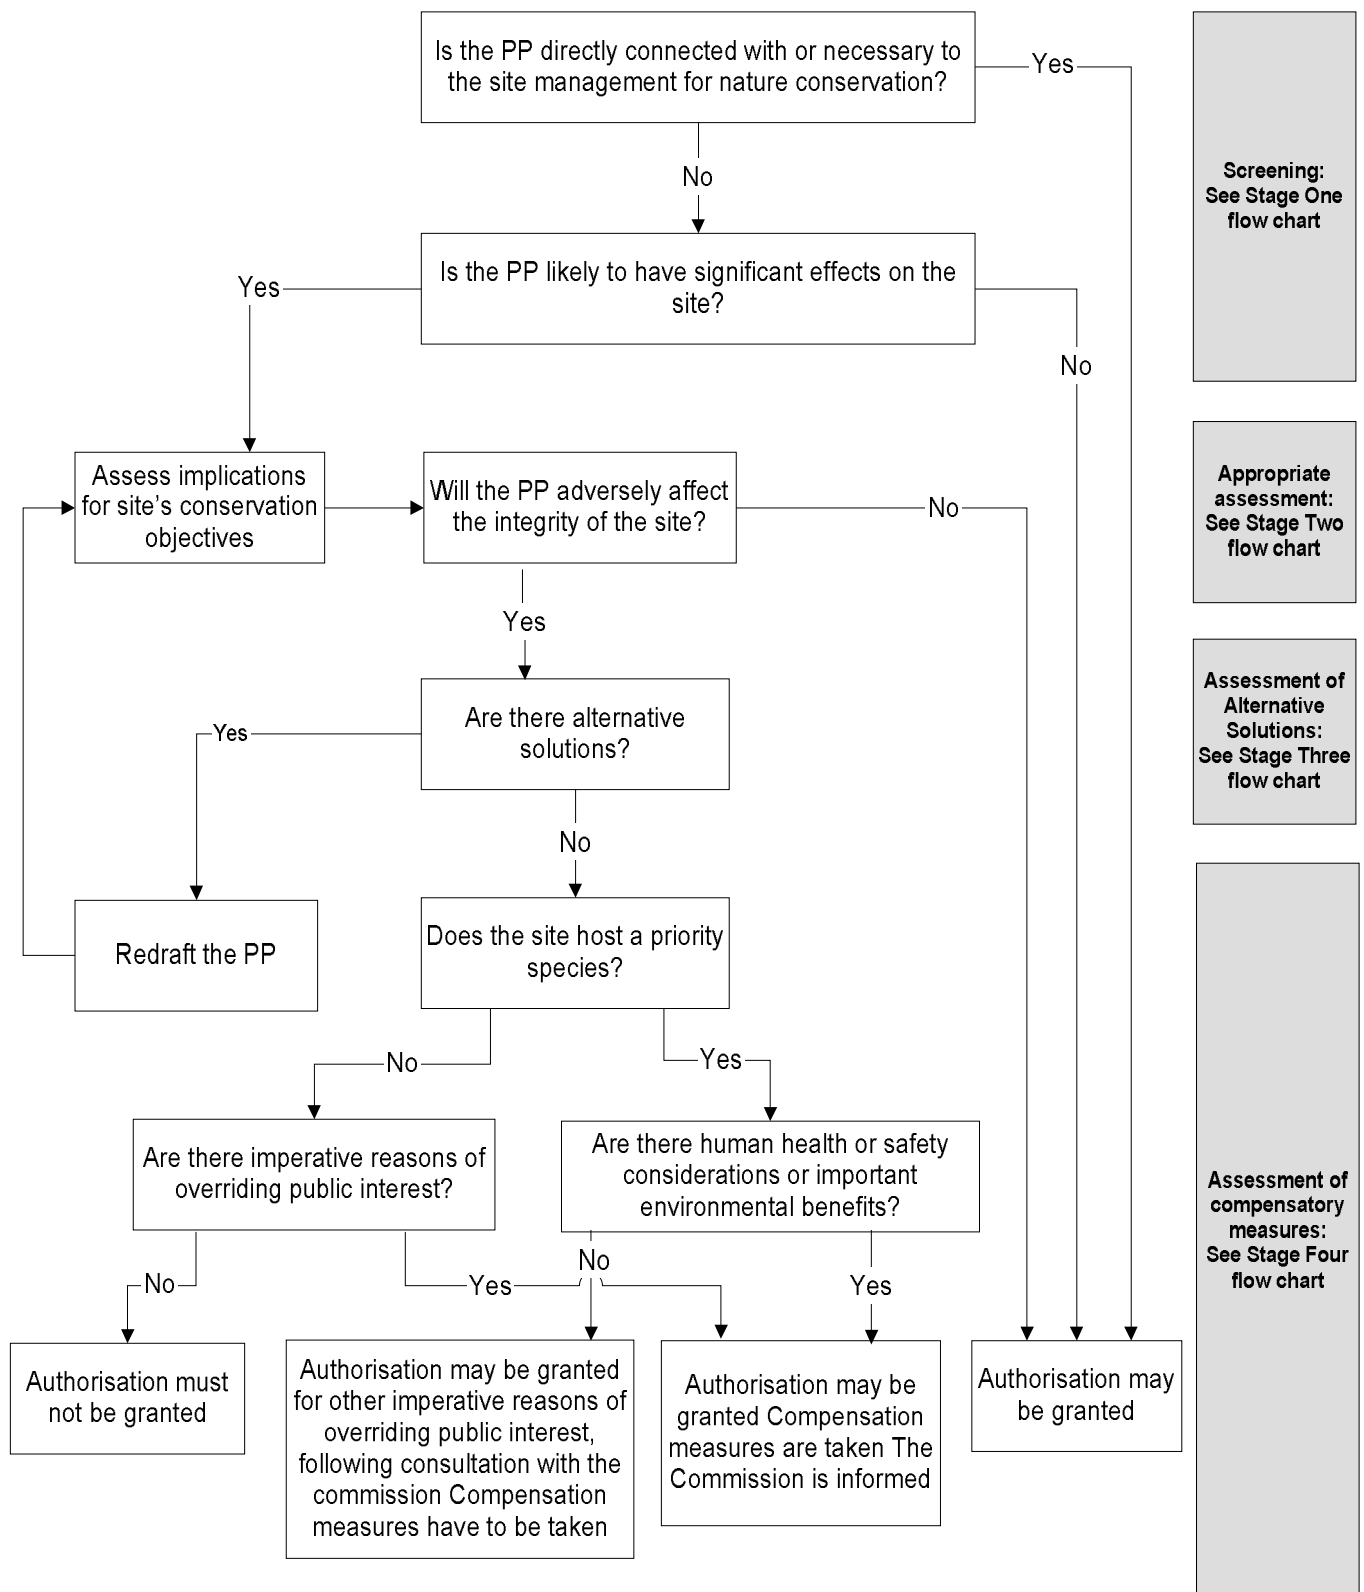 Is the PP directly connected with or necessary to
the site management for nature conservation?
Yes
Screening:
See Stage One
flow chart
No
Is the PP likely to have significant effects on the
site?
Yes
No
Assess implications
for site's conservation
objectives
Will the PP adversely affect
the integrity of the site?
No
Appropriate
assessment:
See Stage Two
flow chart
Yes
Are there alternative
solutions?
Yes
Assessment of
Alternative
Solutions:
See Stage Three
flow chart
No
Redraft the PP
Does the site host a priority
species?
No
Yes
Are there imperative reasons of
overriding public interest?
Are there human health or safety
considerations or important
environmental benefits?
Assessment of
compensatory
measures:
See Stage Four
flow chart
No
Yes
No
Yes
Authorisation must
not be granted
Authorisation may be granted
for other imperative reasons of
overriding public interest,
following consultation with the
commission Compensation
measures have to be taken
Authorisation may be
granted Compensation
measures are taken The
Commission is informed
Authorisation may
be granted